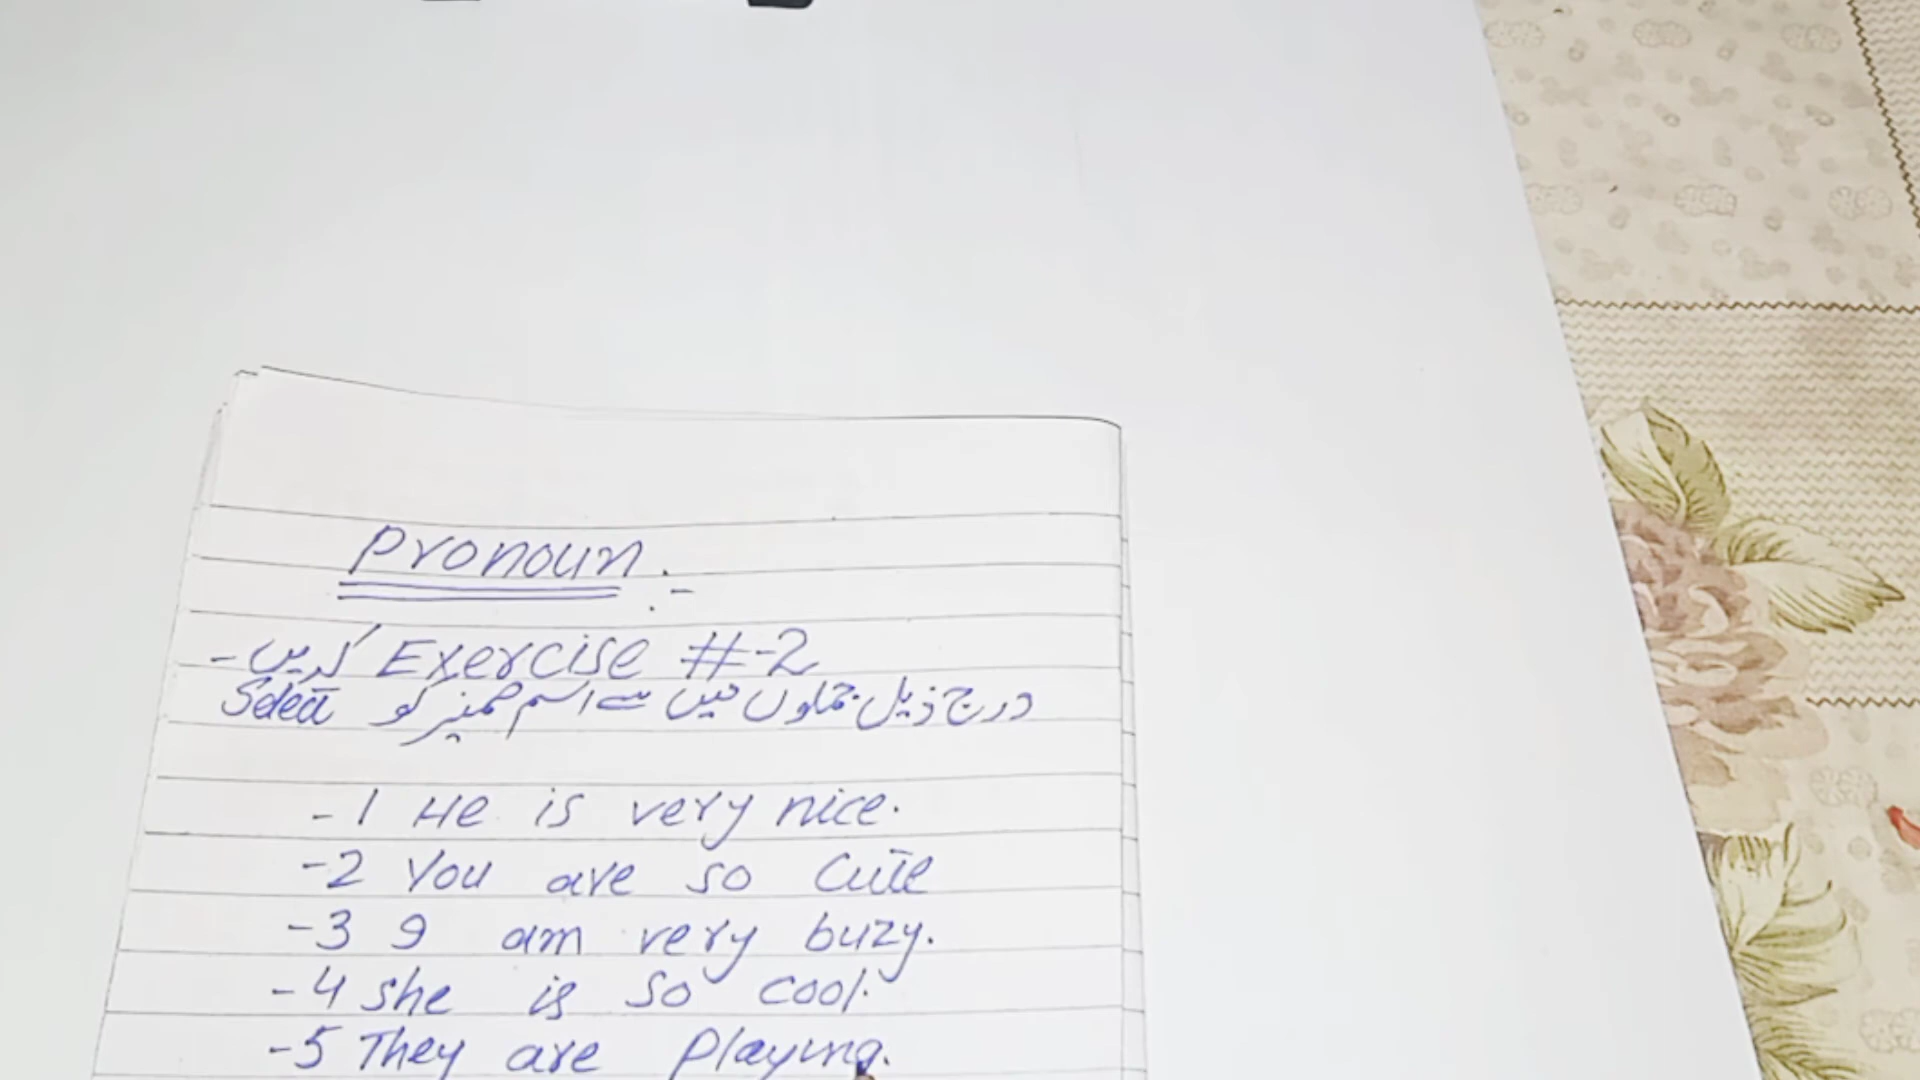 Pronoun :-
- کریں Exercise #-2
درج ذیل جملوں میں سے اسم ضمیر کو Select
-1 He is very nice.
-2 You are so cute
-3 I am very buzy.
-4 She is so cool.
-5 They are playing.